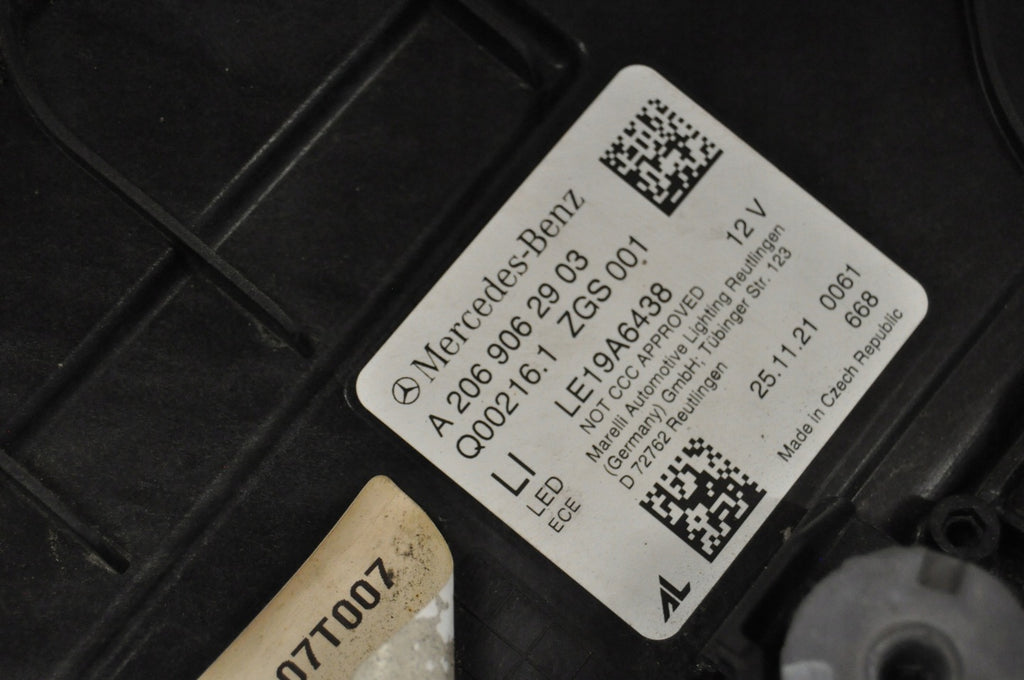 Mercedes-Benz
A 206 906 29 03
Q00216.1 ZGS 001
LI
LED
ECE
LE19A6438
12 V
NOT CCC APPROVED
Marelli Automotive Lighting Reutlingen
(Germany) GmbH; Tübinger Str. 123
D 72762 Reutlingen
25.11.21 0061
668
Made in Czech Republic
AL
07T007